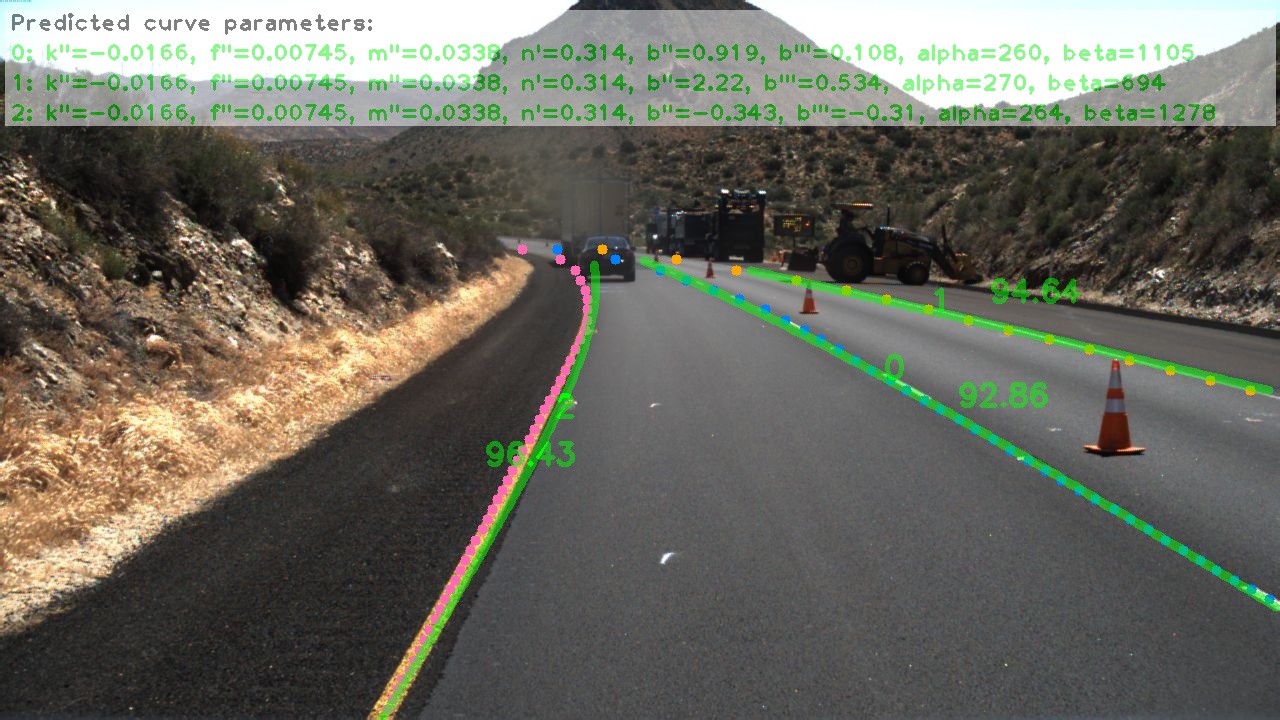 Predicted curve parameters:
0: k''=-0.0166, f''=0.00745, m''=0.0338, n'=0.314, b''=0.919, b'''=0.108, alpha=260, beta=1105
1: k''=-0.0166, f''=0.00745, m''=0.0338, n'=0.314, b''=2.22, b'''=0.534, alpha=270, beta=694
2: k''=-0.0166, f''=0.00745, m''=0.0338, n'=0.314, b''=-0.343, b'''=-0.31, alpha=264, beta=1278
1 94.64
0
92.86
2
96.43